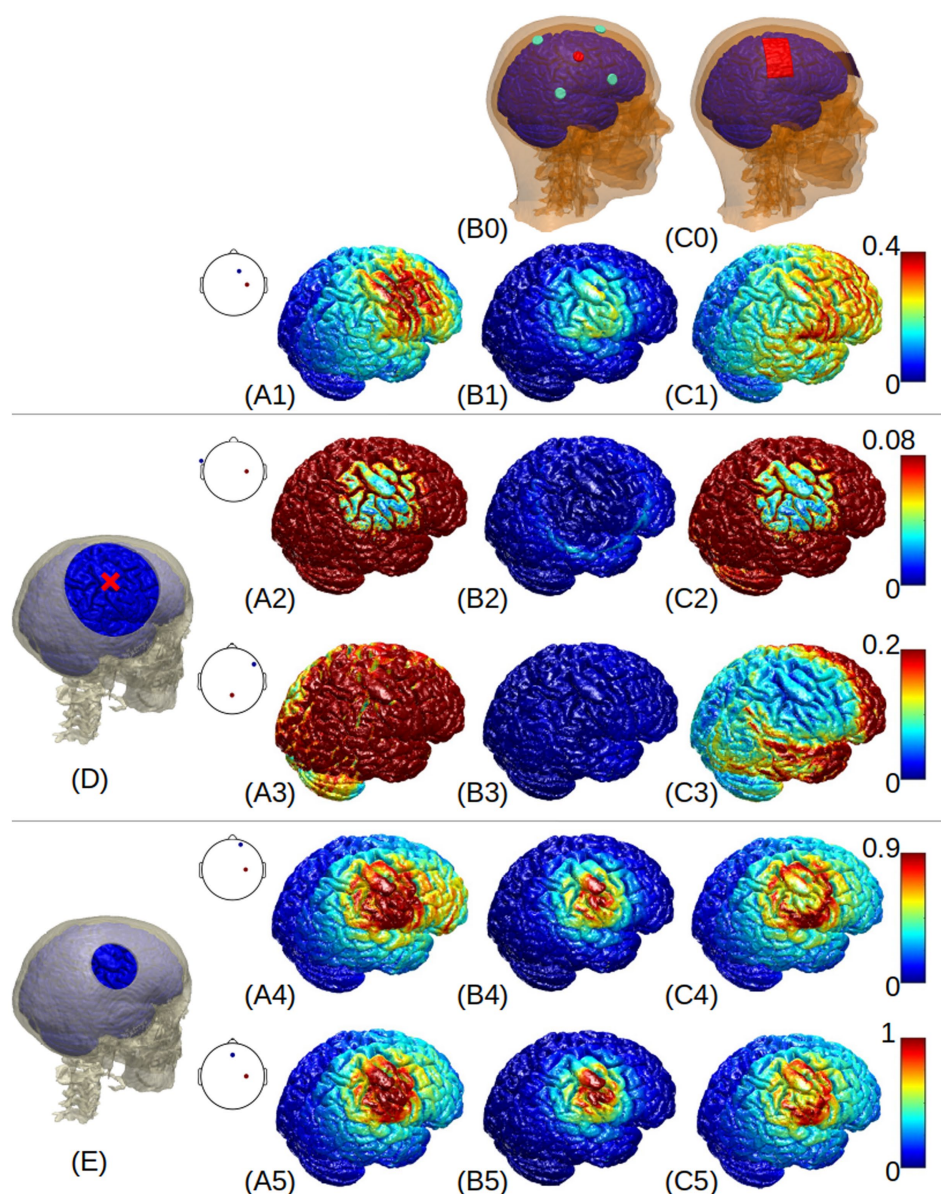 (B0)
(C0)
0.4
0
(A1)
(B1)
(C1)
0.08
0
(A2)
(B2)
(C2)
0.2
0
(D)
(A3)
(B3)
(C3)
0.9
0
(A4)
(B4)
(C4)
1
0
(E)
(A5)
(B5)
(C5)